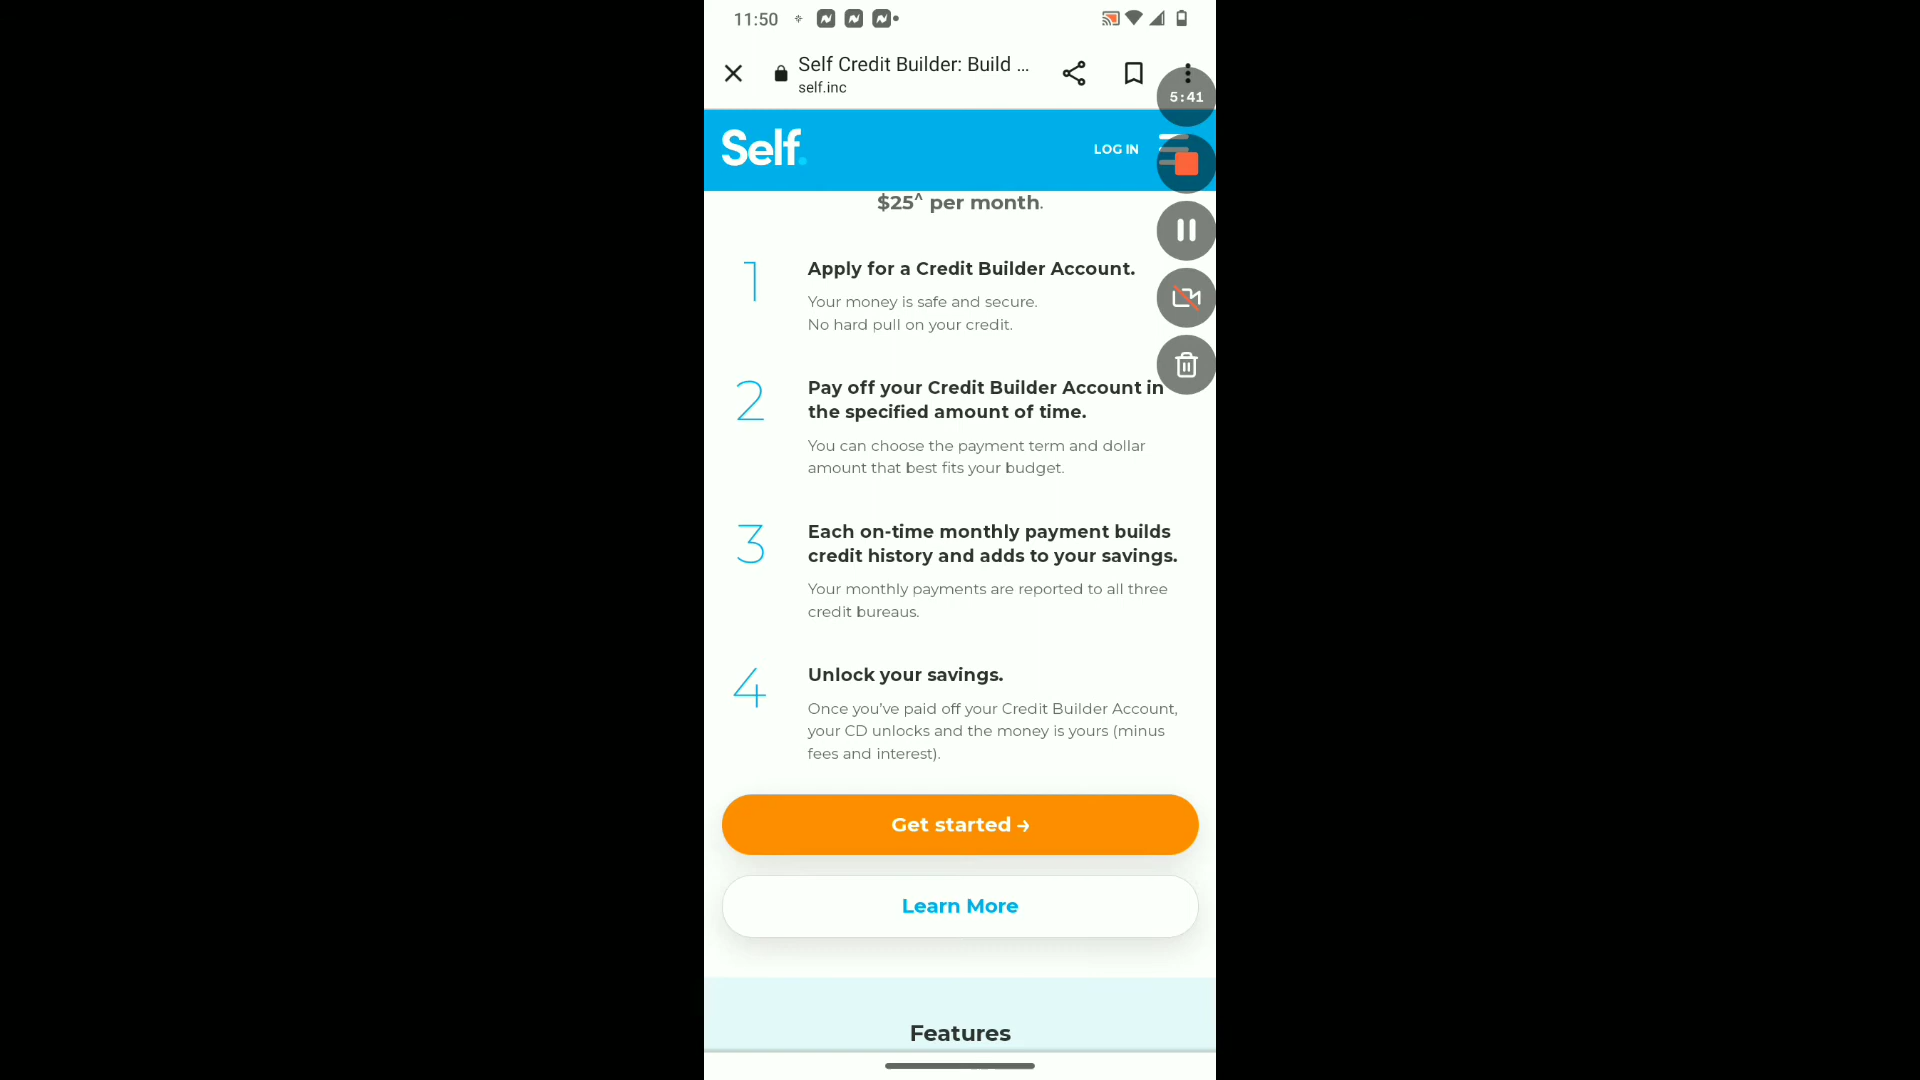 11:50
Self Credit Builder: Build ...
self.inc
5:41
Self.
LOG IN
$25^ per month.
1
Apply for a Credit Builder Account.
Your money is safe and secure.
No hard pull on your credit.
2
Pay off your Credit Builder Account in
the specified amount of time.
You can choose the payment term and dollar
amount that best fits your budget.
3
Each on-time monthly payment builds
credit history and adds to your savings.
Your monthly payments are reported to all three
credit bureaus.
4
Unlock your savings.
Once you’ve paid off your Credit Builder Account,
your CD unlocks and the money is yours (minus
fees and interest).
Get started →
Learn More
Features